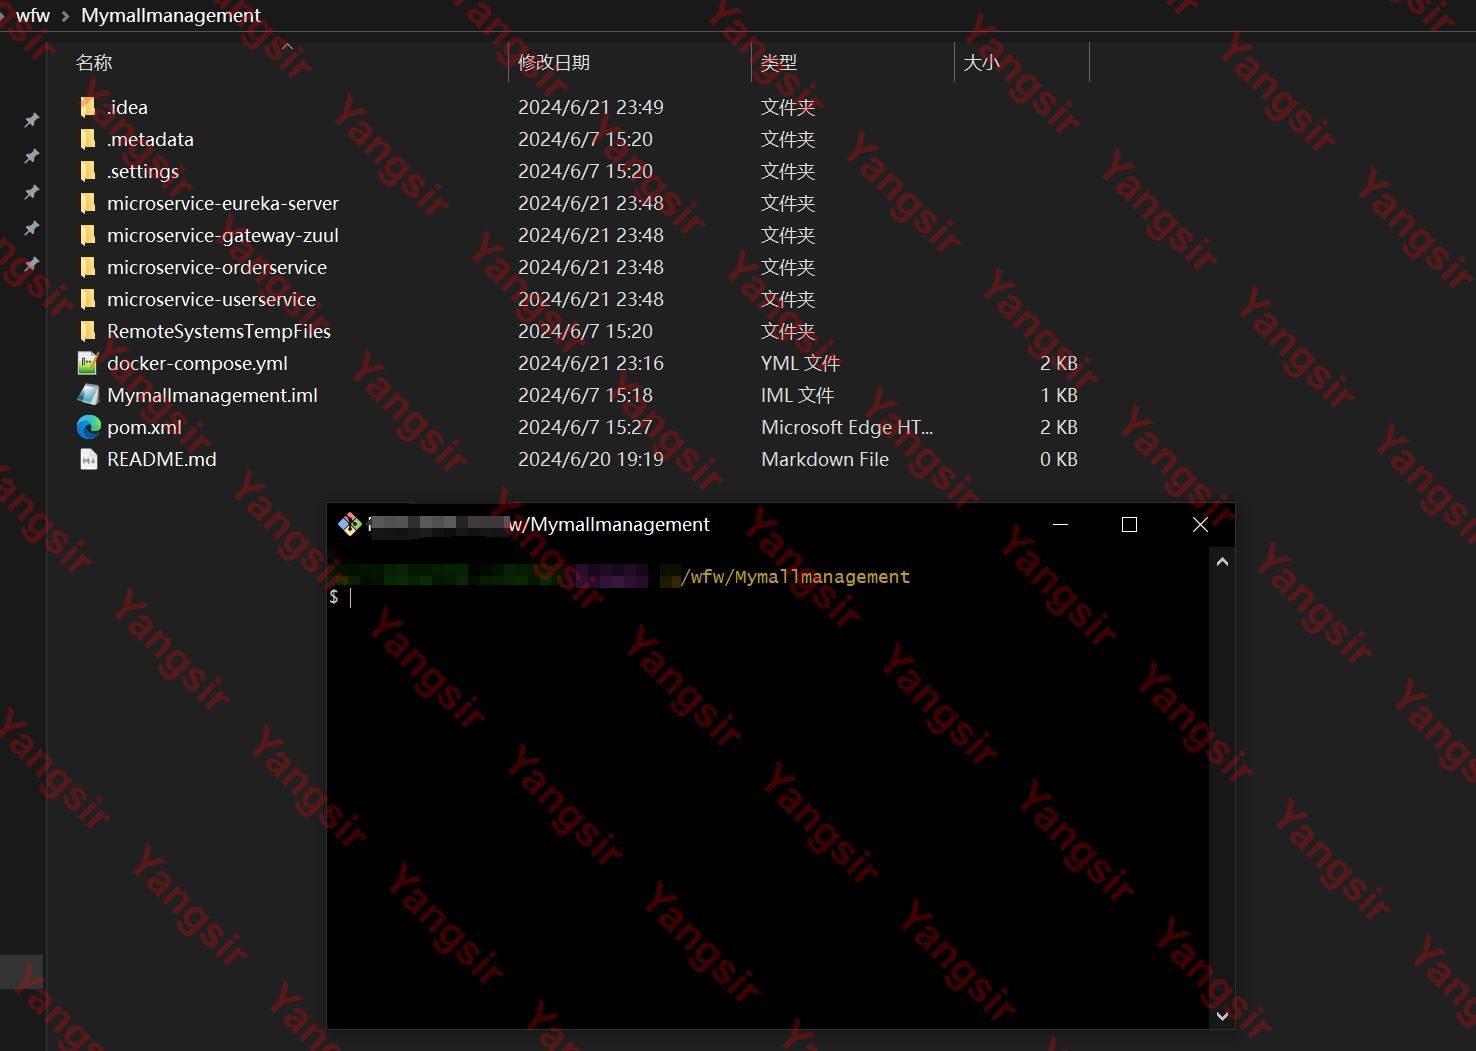 wfw > Mymallmanagement
名称 修改日期 类型 大小
.idea 2024/6/21 23:49 文件夹
.metadata 2024/6/7 15:20 文件夹
.settings 2024/6/7 15:20 文件夹
microservice-eureka-server 2024/6/21 23:48 文件夹
microservice-gateway-zuul 2024/6/21 23:48 文件夹
microservice-orderservice 2024/6/21 23:48 文件夹
microservice-userservice 2024/6/21 23:48 文件夹
RemoteSystemsTempFiles 2024/6/7 15:20 文件夹
docker-compose.yml 2024/6/21 23:16 YML 文件 2 KB
Mymallmanagement.iml 2024/6/7 15:18 IML 文件 1 KB
pom.xml 2024/6/7 15:27 Microsoft Edge HT... 2 KB
README.md 2024/6/20 19:19 Markdown File 0 KB
w/Mymallmanagement
/wfw/Mymallmanagement
$
Yangsir